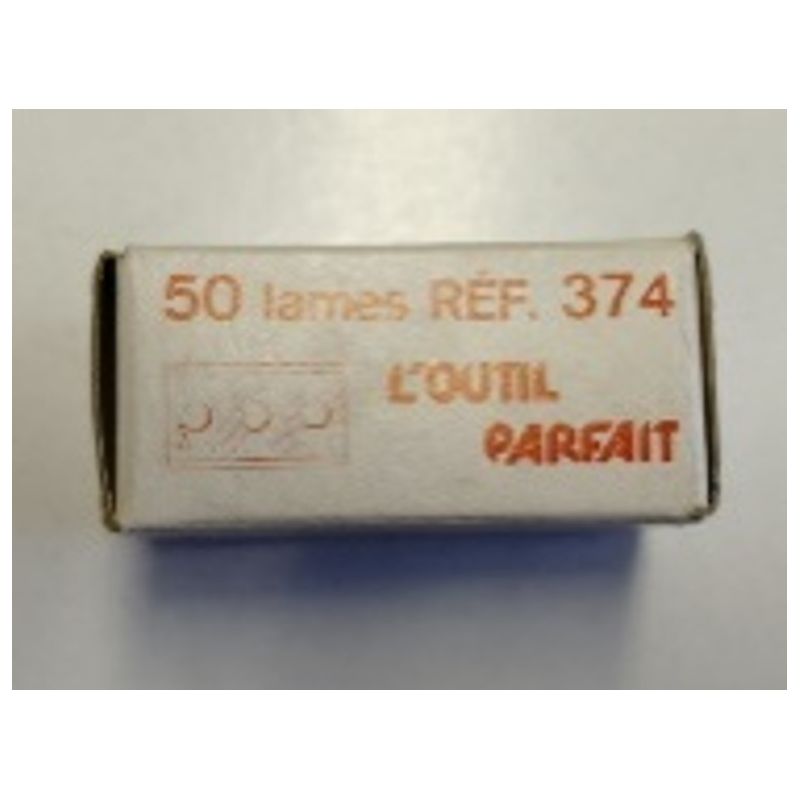 50 lames RÉF. 374
L'OUTIL
PARFAIT